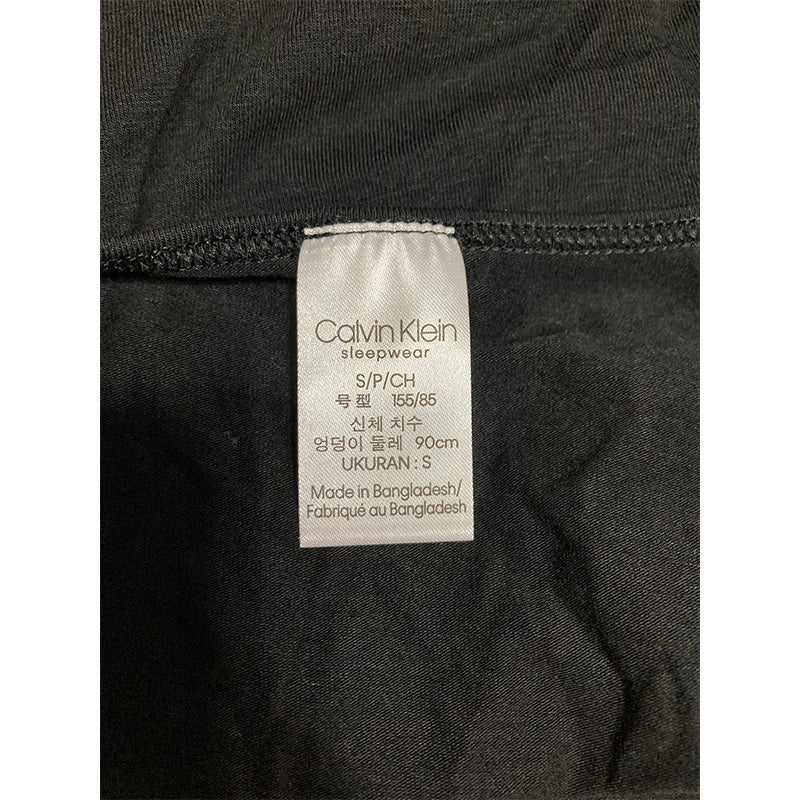 Calvin Klein
sleepwear
S/P/CH
号型 155/85
신체 치수
엉덩이 둘레 90cm
UKURAN : S
Made in Bangladesh/
Fabriqué au Bangladesh